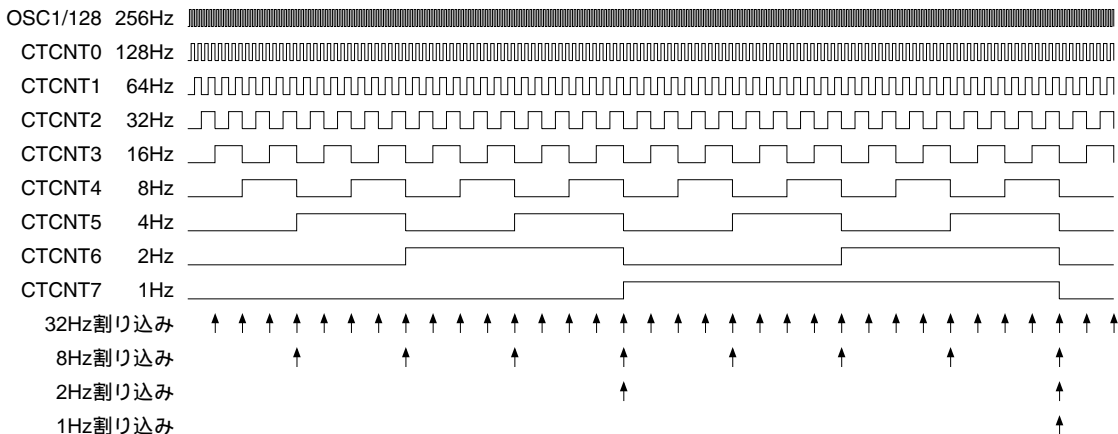 OSC1/128 256Hz
CTCNT0 128Hz
CTCNT1 64Hz
CTCNT2 32Hz
CTCNT3 16Hz
CTCNT4 8Hz
CTCNT5 4Hz
CTCNT6 2Hz
CTCNT7 1Hz
32Hz割り込み
8Hz割り込み
2Hz割り込み
1Hz割り込み